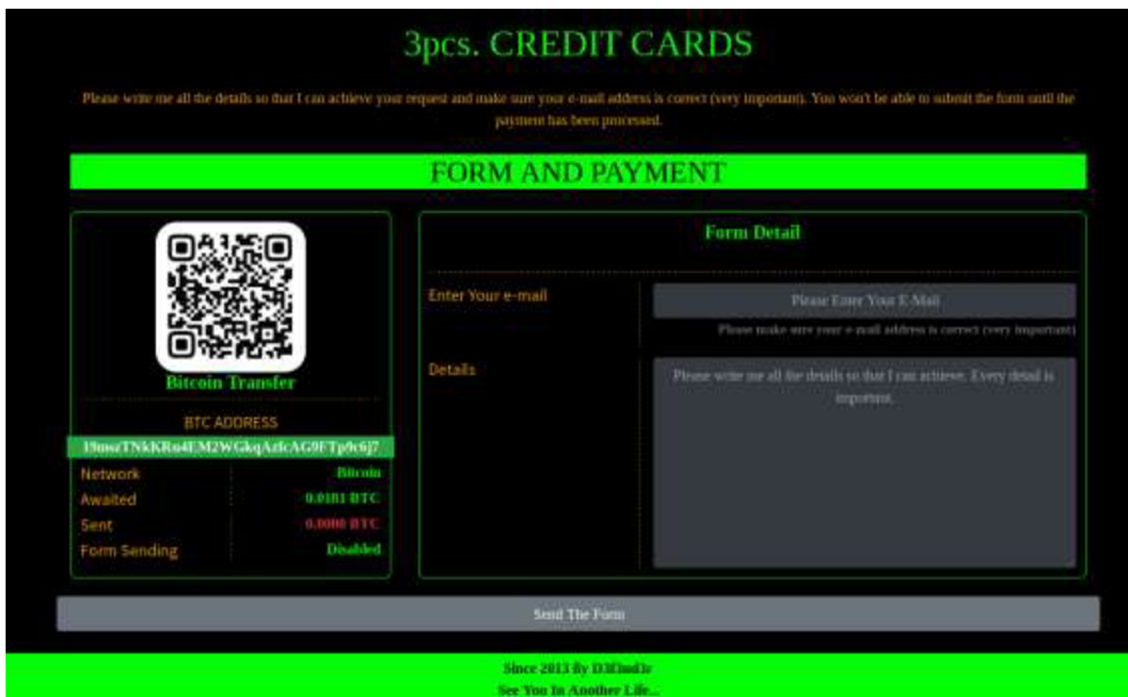 3pcs. CREDIT CARDS
Please write me all the details so that I can achieve your request and make sure your e-mail address is correct (very important). You won't be able to submit the form until the
payment has been processed.
FORM AND PAYMENT
Form Detail
Bitcoin Transfer
BTC ADDRESS
Network Bitcoin
Awaited 0.0181 BTC
Sent 0.0000 BTC
Form Sending Disabled
Enter Your e-mail
Please Enter Your E-Mail
Please make sure your e-mail address is correct (very important)
Details
Please write me all the details so that I can achieve. Every detail is
important.
Send The Form
Since 2013 By
See You In Another Life...